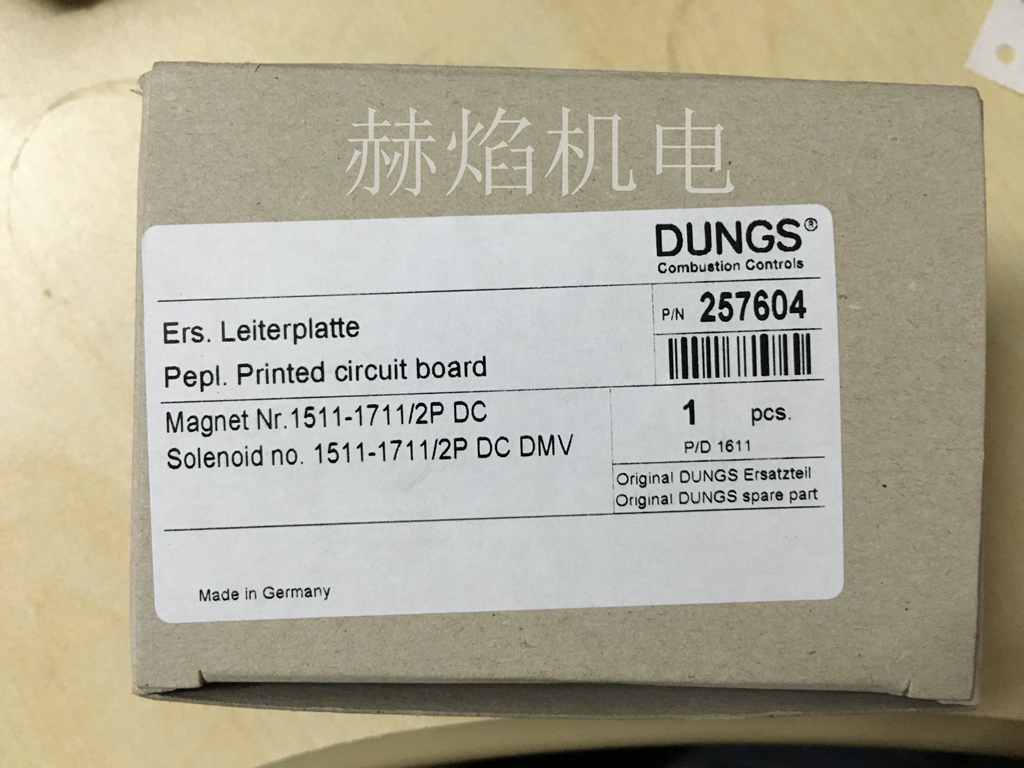 赫焰机电
DUNGS®
Combustion Controls
Ers. Leiterplatte
Pepl. Printed circuit board
P/N 257604
Magnet Nr.1511-1711/2P DC
Solenoid no. 1511-1711/2P DC DMV
1 pcs.
P/D 1611
Original DUNGS Ersatzteil
Original DUNGS spare part
Made in Germany